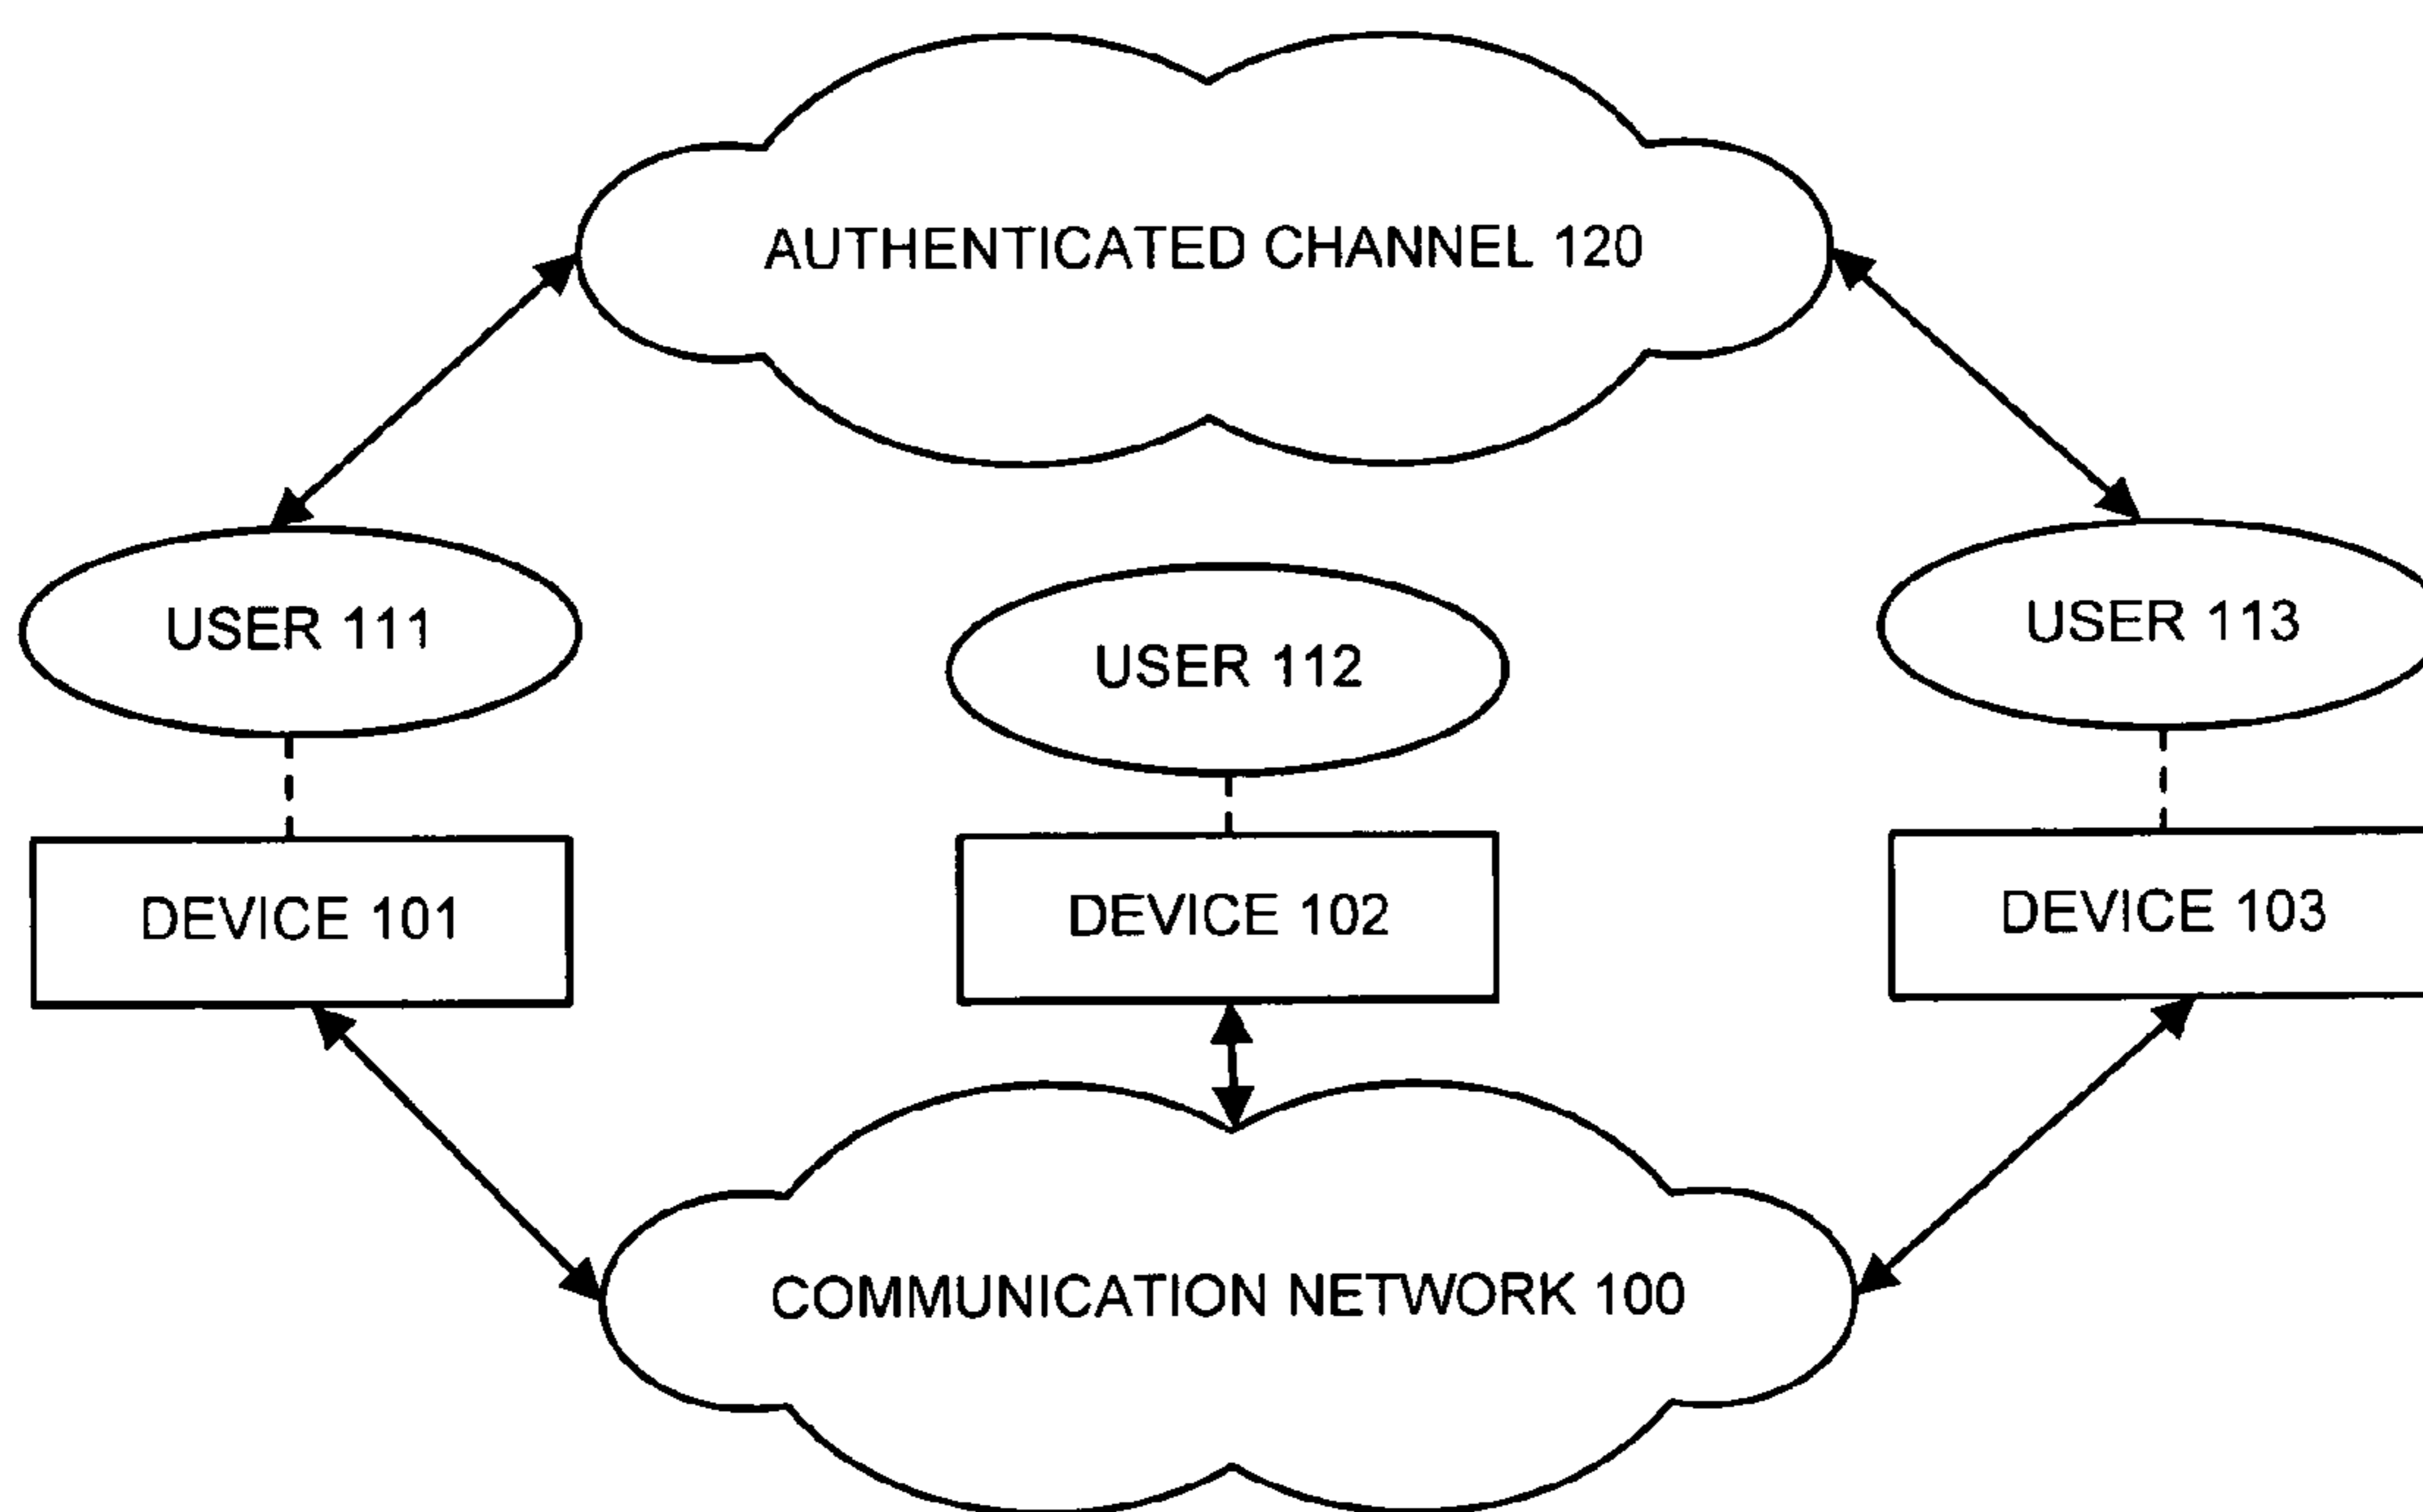 AUTHENTICATED CHANNEL 120
USER 111
USER 112
USER 113
DEVICE 101
DEVICE 102
DEVICE 103
COMMUNICATION NETWORK 100